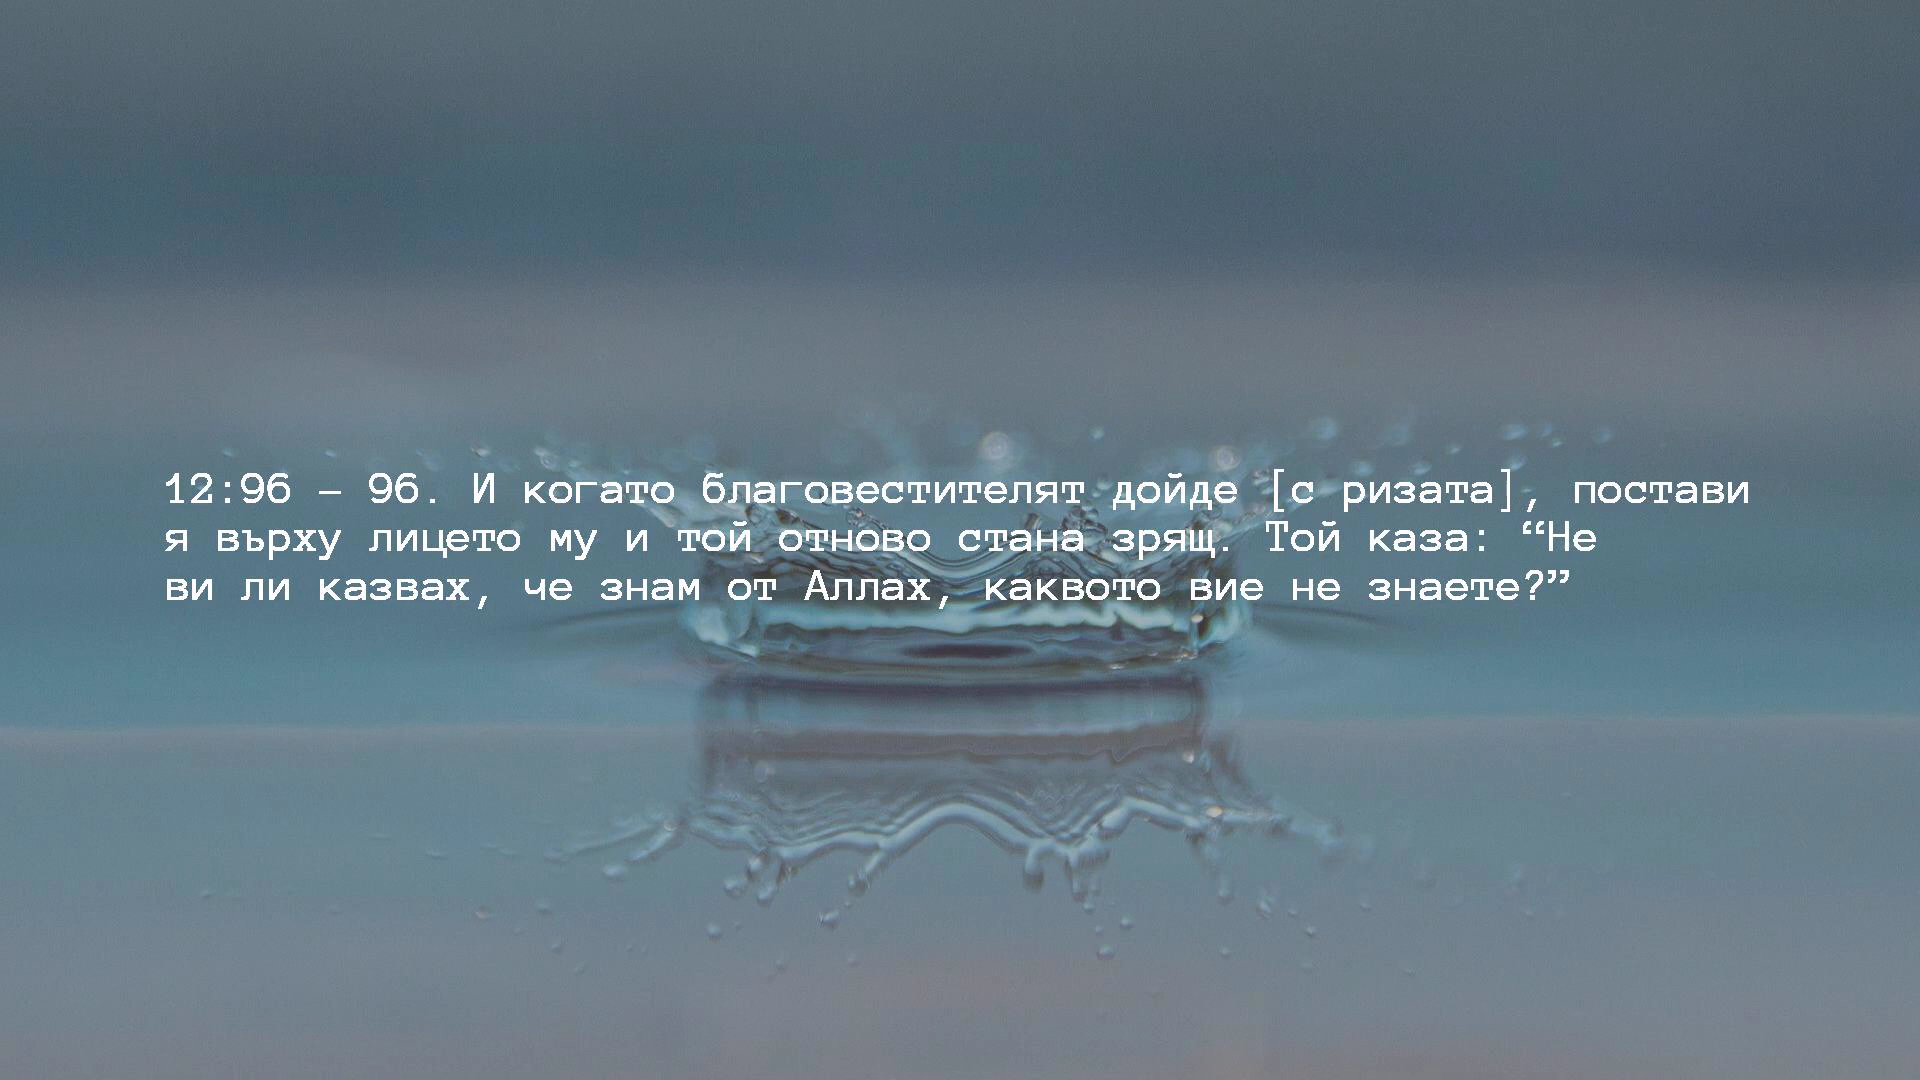 12:96 – 96. И когато благовестителят дойде [с ризата], постави
я върху лицето му и той отново стана зрящ. Той каза: “Не
ви ли казвах, че знам от Аллах, каквото вие не знаете?”